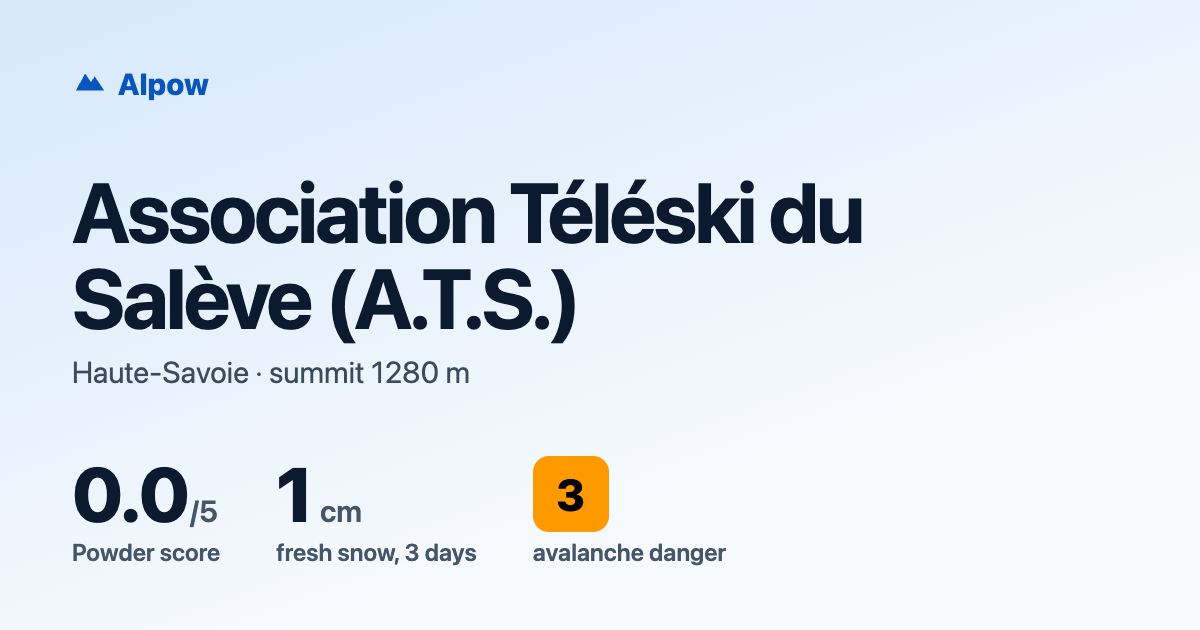 Alpow
Association Téléski du
Salève (A.T.S.)
Haute-Savoie · summit 1280 m
0.0/5
1 cm
3
Powder score
fresh snow, 3 days
avalanche danger